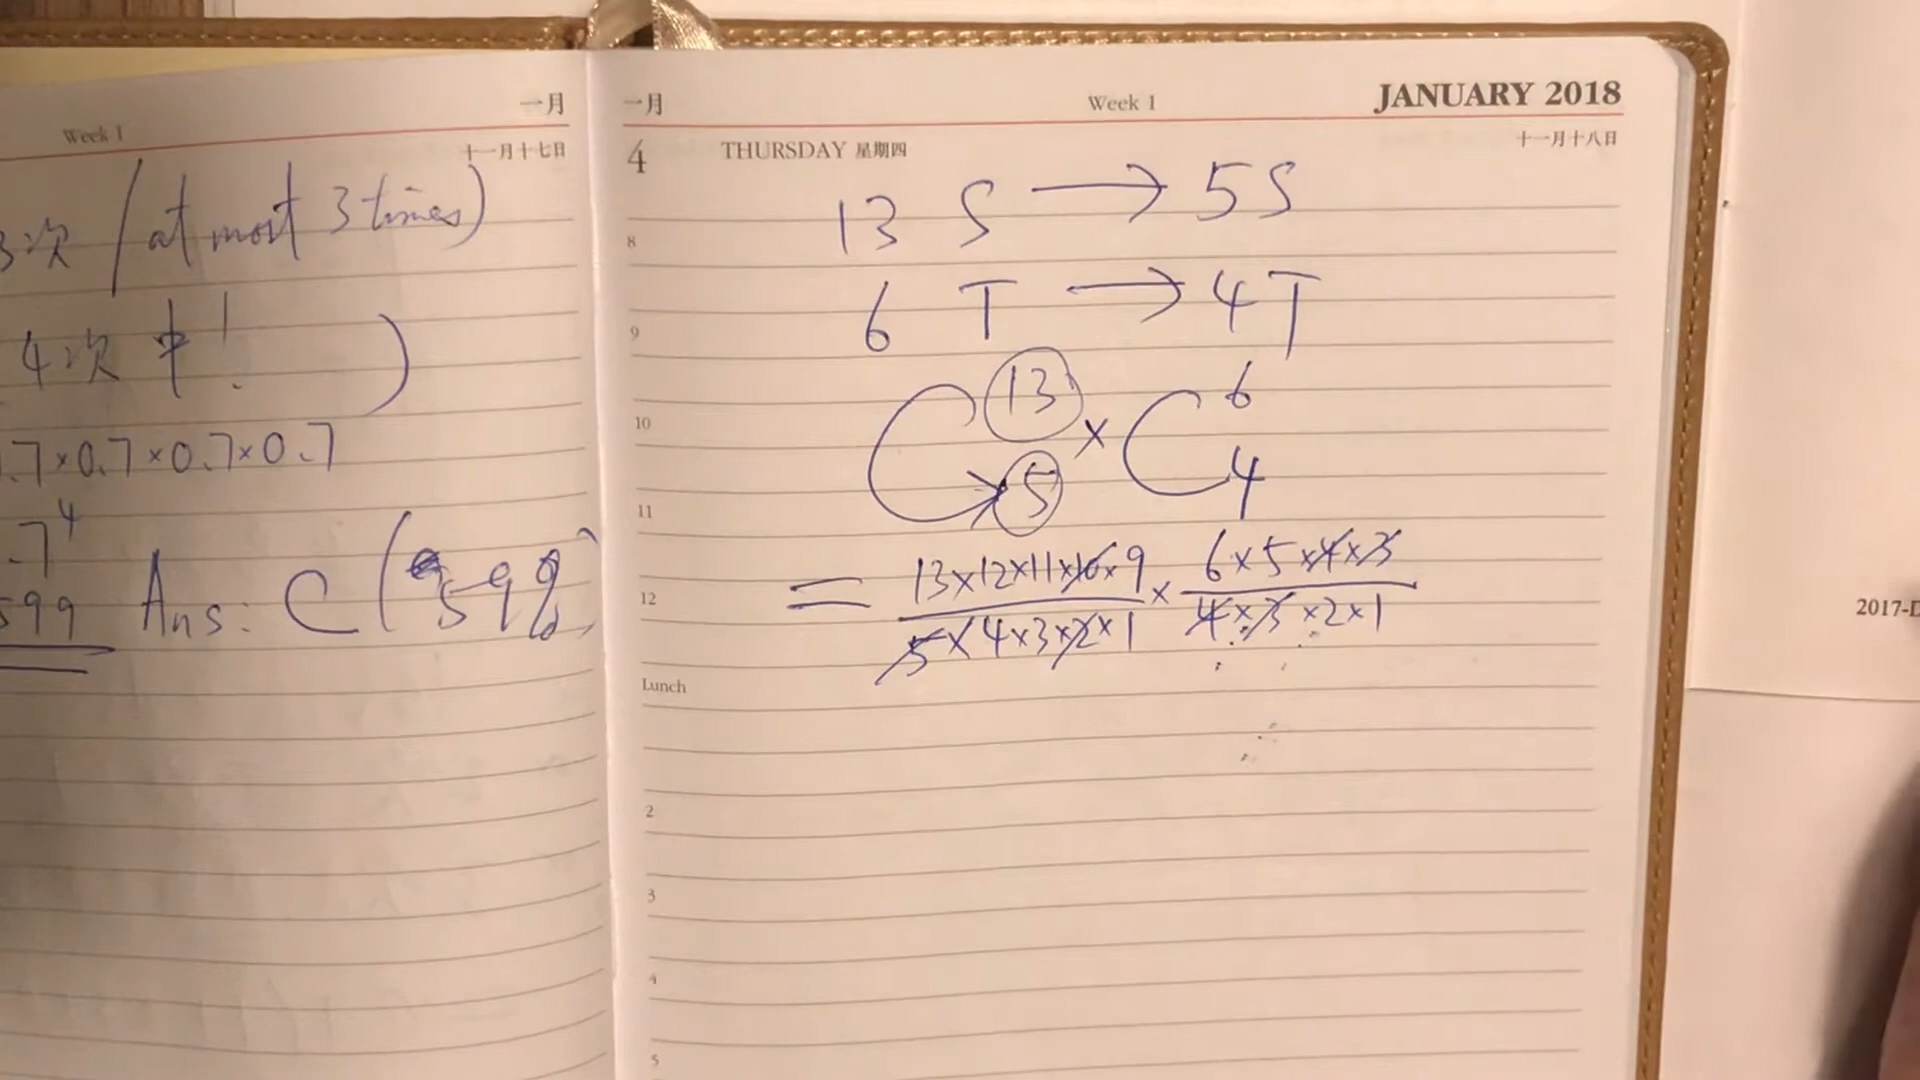 一月
Week 1
十一月十七日
3次 (at most 3 times)
4次 中! )
.7×0.7×0.7×0.7
.7⁴
599 Ans: C (599
一月 Week 1 JANUARY 2018
4 THURSDAY 星期四 十一月十八日
13 S → 5S
8
6 T → 4T
9
C 13 5 × C 6 4
10
11
= 13×12×11×10×9 / 5×4×3×2×1 × 6×5×4×3 / 4×3×2×1
12
Lunch
2
3
4
5
2017-D